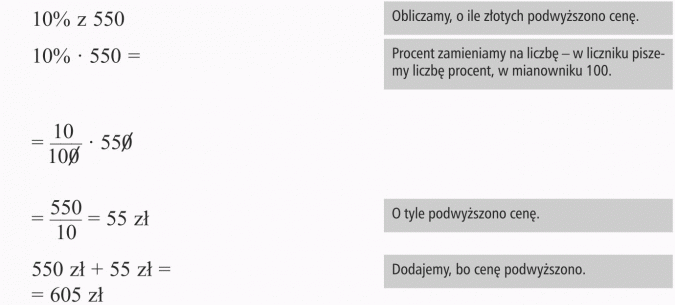 10% z 550
Obliczamy, o ile złotych podwyższono cenę.
10% · 550 =
Procent zamieniamy na liczbę – w liczniku pisze-
my liczbę procent, w mianowniku 100.
= 10/100 · 550
= 550/10 = 55 zł
O tyle podwyższono cenę.
550 zł + 55 zł =
Dodajemy, bo cenę podwyższono.
= 605 zł